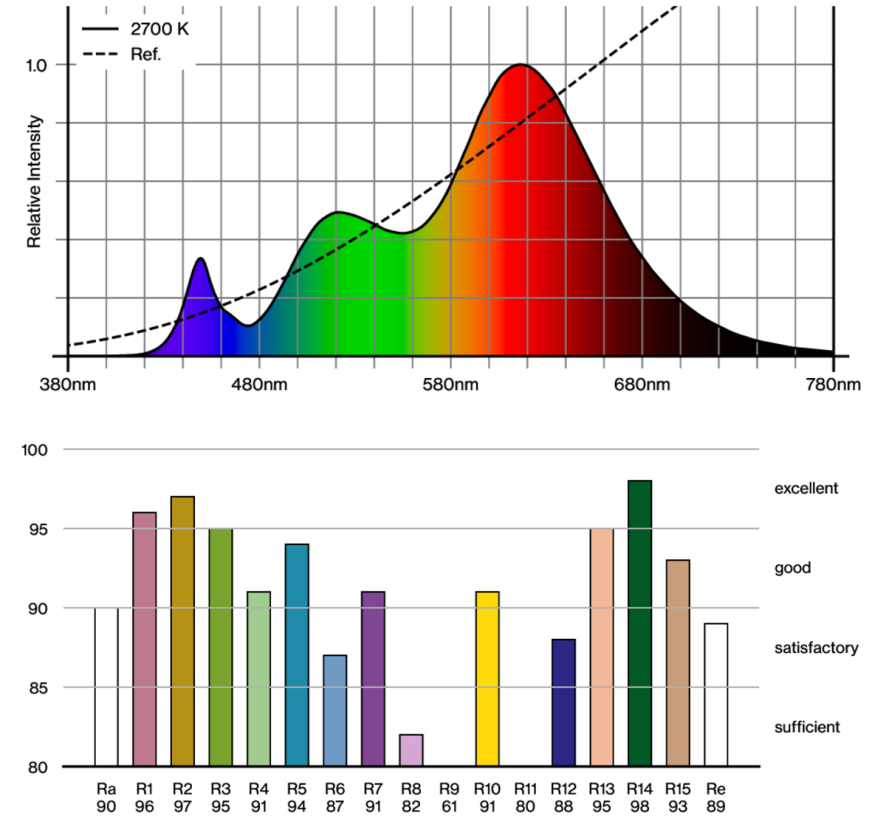 2700 K
Ref.
1.0
Relative Intensity
380nm 480nm 580nm 680nm 780nm
100
excellent
95
good
90
satisfactory
85
sufficient
80
Ra R1 R2 R3 R4 R5 R6 R7 R8 R9 R10 R11 R12 R13 R14 R15 Re
90 96 97 95 91 94 87 91 82 61 91 80 88 95 98 93 89